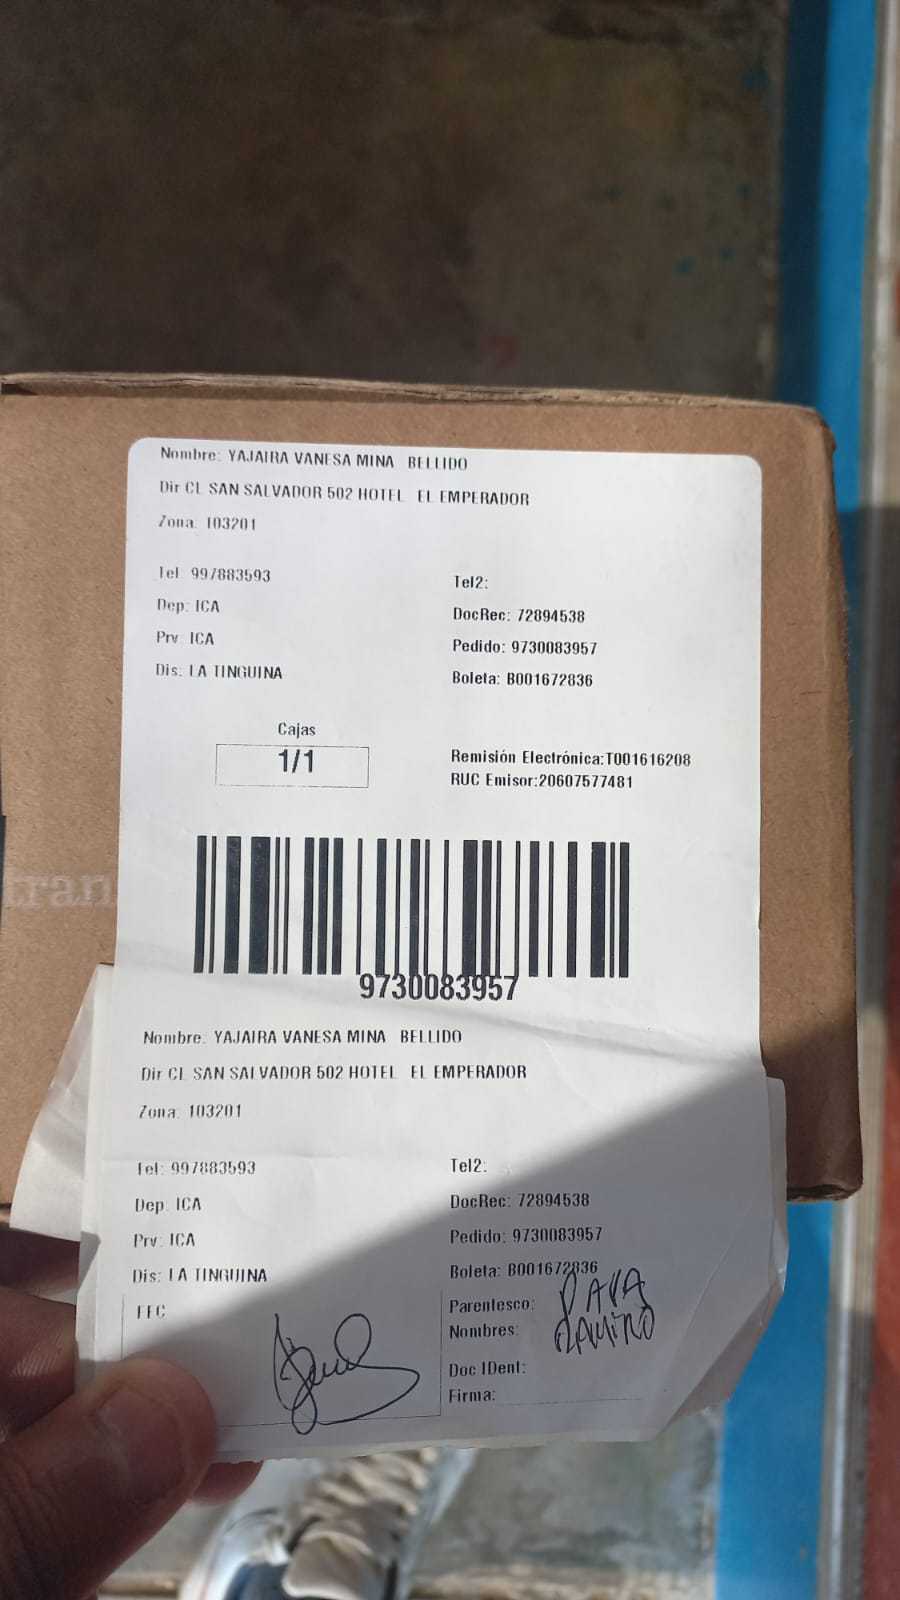 Nombre: YAJAIRA VANESA MINA BELLIDO
Dir CL SAN SALVADOR 502 HOTEL EL EMPERADOR
Zona: 103201
Tel: 997883593
Tel2:
Dep: ICA
DocRec: 72894538
Prv: ICA
Pedido: 9730083957
Dis: LA TINGUINA
Boleta: B001672836
Cajas
1/1
Remisión Electrónica:T001616208
RUC Emisor:20607577481
tran
9730083957
Nombre: YAJAIRA VANESA MINA BELLIDO
Dir CL SAN SALVADOR 502 HOTEL EL EMPERADOR
Zona: 103201
Tel: 997883593
Tel2:
Dep: ICA
DocRec: 72894538
Prv: ICA
Pedido: 9730083957
Dis: LA TINGUINA
Boleta: B001672836
Parentesco: PAPA
Nombres: RAMIRO
Doc IDent:
Firma: